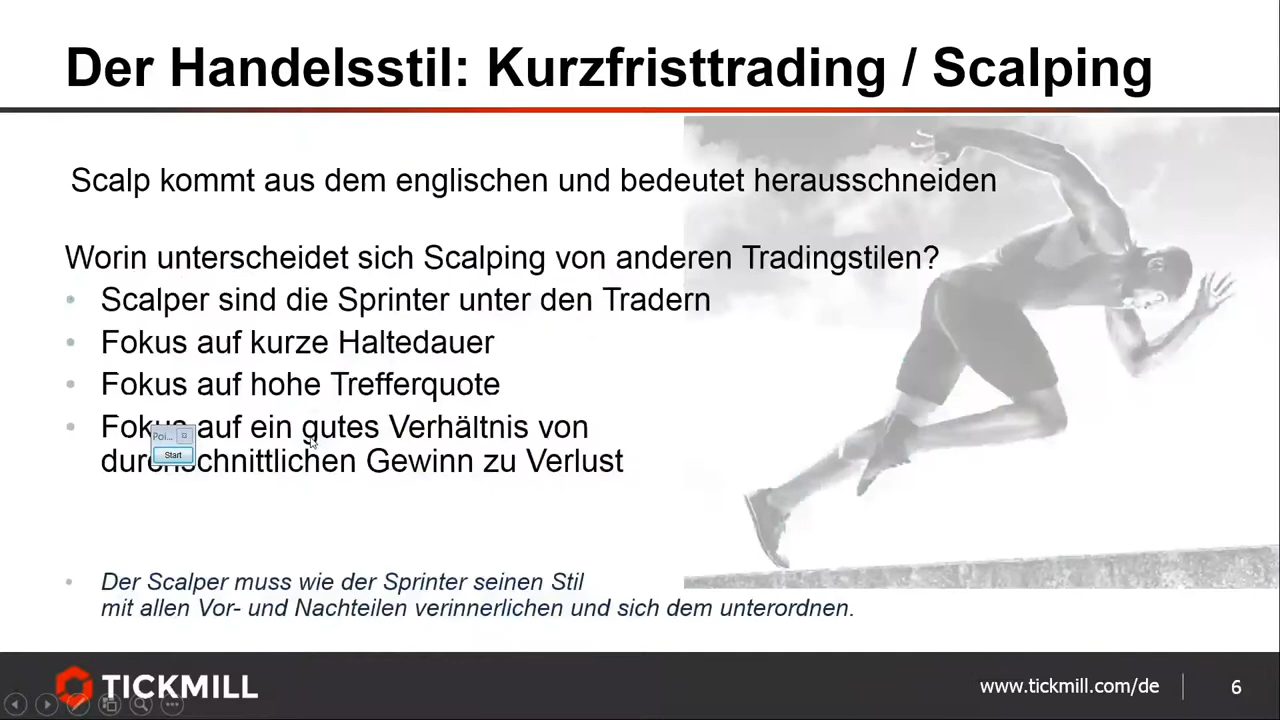 Der Handelsstil: Kurzfristtrading / Scalping
Scalp kommt aus dem englischen und bedeutet herausschneiden
Worin unterscheidet sich Scalping von anderen Tradingstilen?
• Scalper sind die Sprinter unter den Tradern
• Fokus auf kurze Haltedauer
• Fokus auf hohe Trefferquote
• Fokus auf ein gutes Verhältnis von
durchschnittlichen Gewinn zu Verlust
Poi...
Start
• Der Scalper muss wie der Sprinter seinen Stil
mit allen Vor- und Nachteilen verinnerlichen und sich dem unterordnen.
TICKMILL
www.tickmill.com/de
6